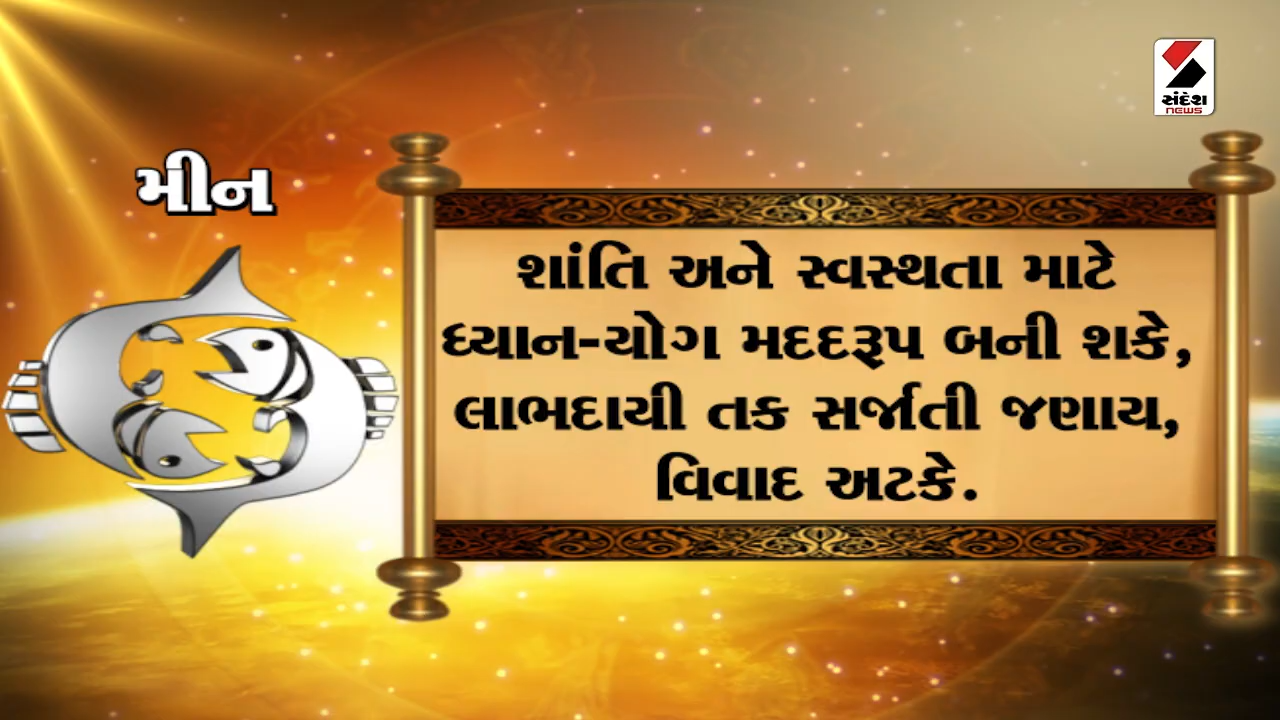 સંદેશ
NEWS
મીન
શાંતિ અને સ્વસ્થતા માટે
ધ્યાન-યોગ મદદરૂપ બની શકે,
લાભદાયી તક સર્જાતી જણાય,
વિવાદ અટકે.